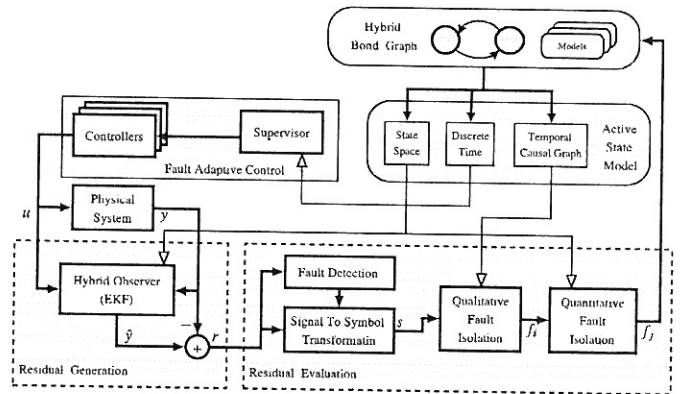 Hybrid
Bond Graph
Models
Controllers
Supervisor
Fault Adaptive Control
State
Space
Discrete
Time
Temporal
Causal Graph
Active
State
Model
u
Physical
System
y
Hybrid Observer
(EKF)
ŷ
−
+
r
Residual Generation
Fault Detection
Signal To Symbol
Transformatin
s
Qualitative
Fault
Isolation
f_i
Quantitative
Fault
Isolation
f_j
Residual Evaluation